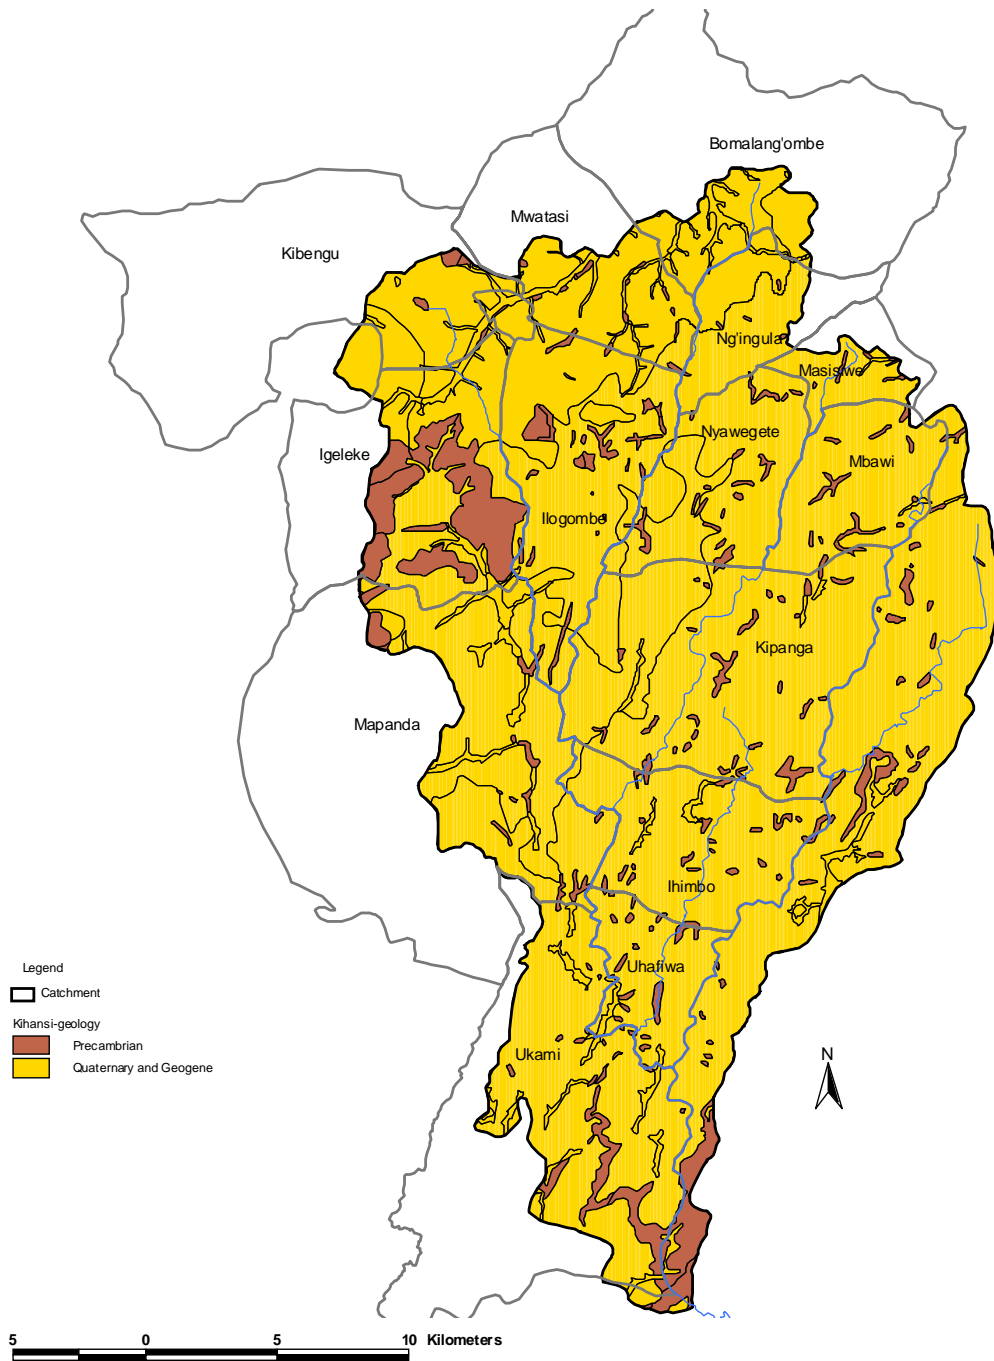 Bomalang'ombe
Mwatasi
Kibengu
Ng'ingula
Masisiwe
Nyawegete
Igeleke
Mbawi
Ilogombe
Kipanga
Mapanda
Ihimbo
Uhafiwa
Legend
Catchment
Kihansi-geology
Precambrian
Quaternary and Geogene
Ukami
N
5 0 5 10 Kilometers